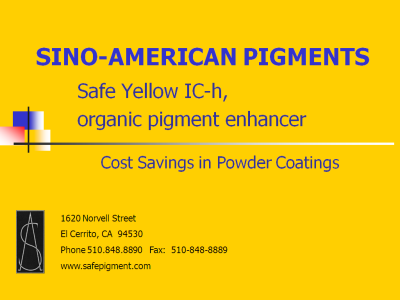 SINO-AMERICAN PIGMENTS
Safe Yellow IC-h,
organic pigment enhancer
Cost Savings in Powder Coatings
1620 Norvell Street
El Cerrito, CA  94530
Phone 510.848.8890   Fax:  510-848-8889
www.safepigment.com